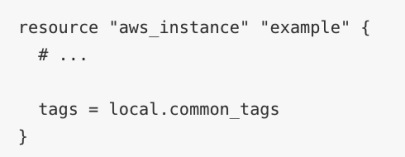 resource "aws_instance" "example" {
  # ...

  tags = local.common_tags
}